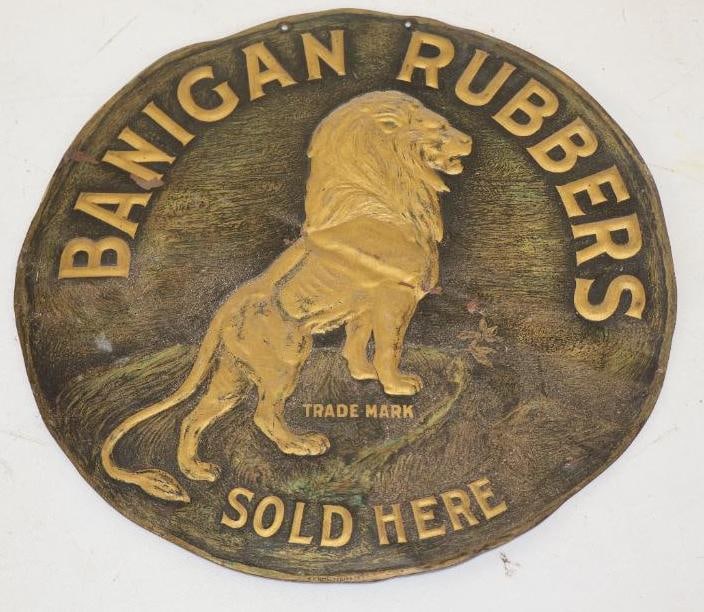 BANIGAN RUBBERS
TRADE MARK
SOLD HERE